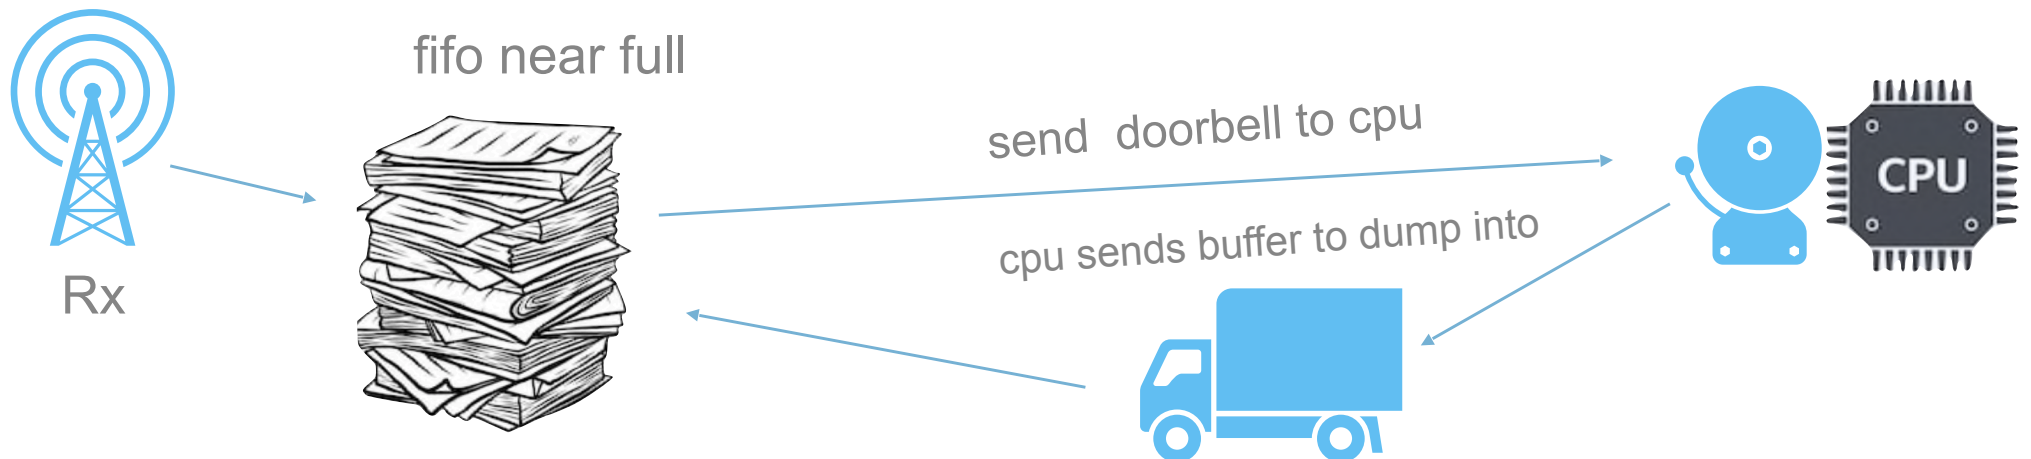 fifo near full
send doorbell to cpu
CPU
cpu sends buffer to dump into
Rx